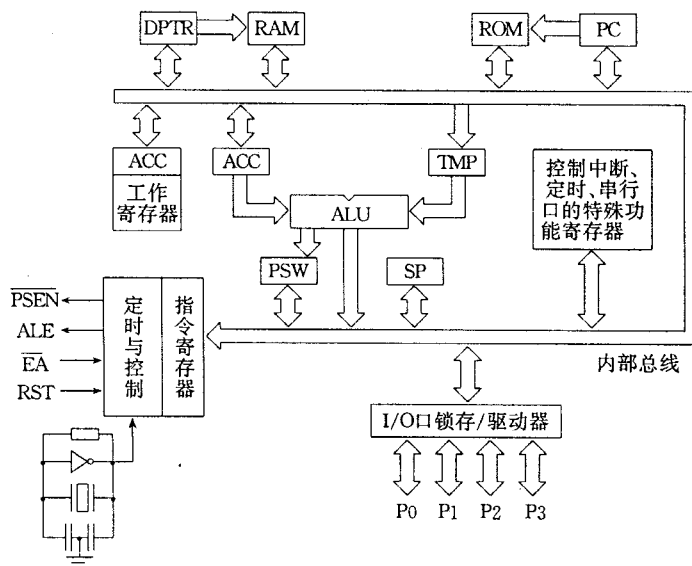 DPTR
RAM
ROM
PC
ACC
工作
寄存器
ACC
TMP
控制中断、
定时、串行
口的特殊功
能寄存器
ALU
PSW
SP
PSEN
ALE
EA
RST
定时与控制
指令寄存器
内部总线
I/O口锁存/驱动器
P0
P1
P2
P3